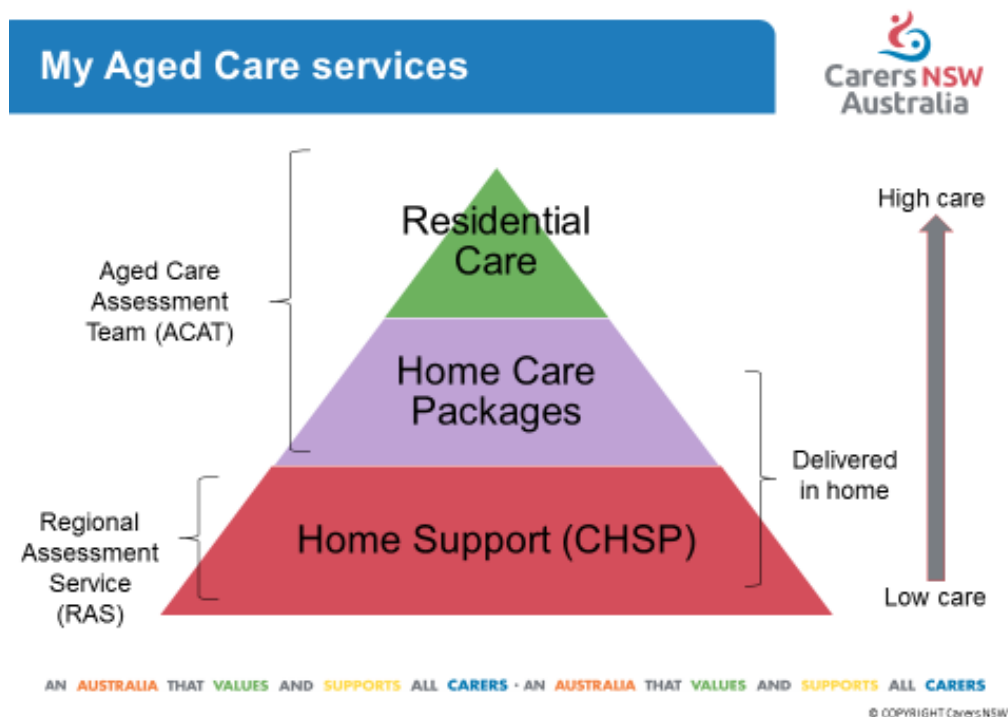 My Aged Care services
Carers NSW
Australia
Residential
Care
High care
Aged Care
Assessment
Team (ACAT)
Home Care
Packages
Delivered
in home
Regional
Assessment
Service
(RAS)
Home Support (CHSP)
Low care
AN AUSTRALIA THAT VALUES AND SUPPORTS ALL CARERS - AN AUSTRALIA THAT VALUES AND SUPPORTS ALL CARERS
© COPYRIGHT Carers NSW